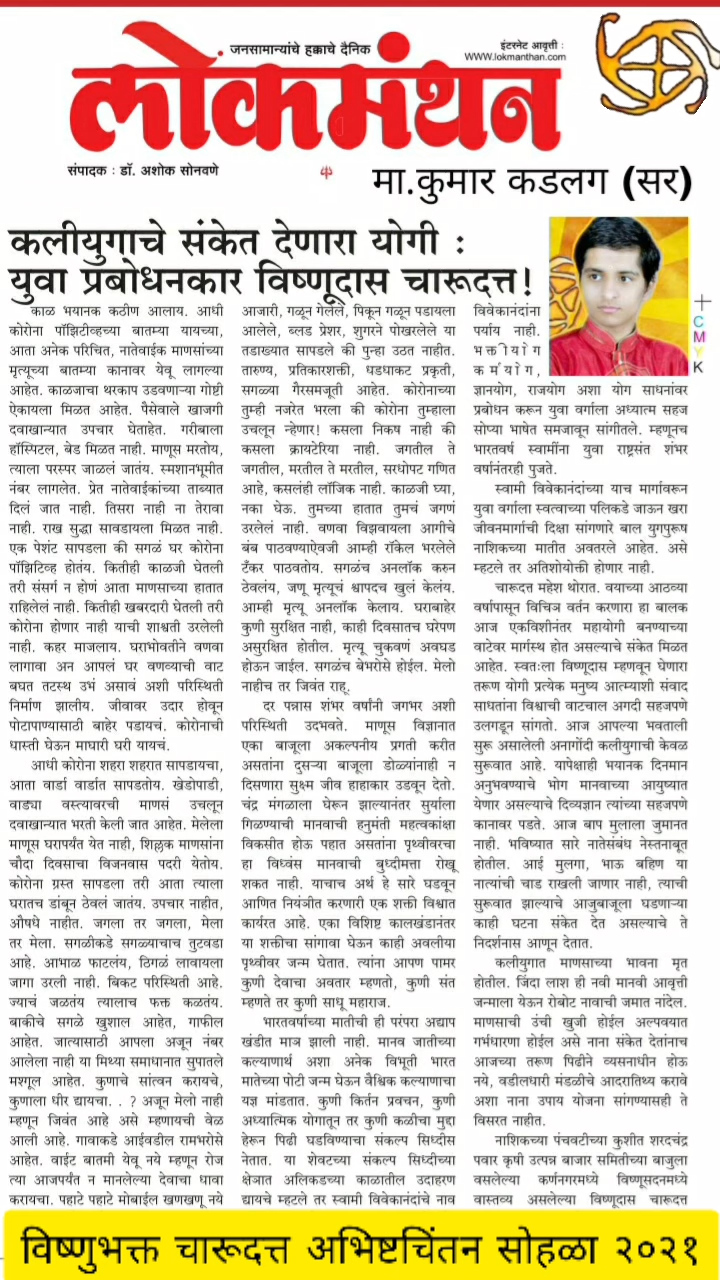 जनसामान्यांचे हक्काचे दैनिक
इंटरनेट आवृत्ती :
www.lokmanthan.com
लोकमंथन
संपादक : डॉ. अशोक सोनवणे
मा.कुमार कडलग (सर)
कलीयुगाचे संकेत देणारा योगी :
युवा प्रबोधनकार विष्णूदास चारूदत्त!
काळ भयानक कठीण आलाय. आधी
कोरोना पॉझिटीव्हच्या बातम्या यायच्या,
आता अनेक परिचित, नातेवाईक माणसांच्या
मृत्यूच्या बातम्या कानावर येवू लागल्या
आहेत. काळजाचा थरकाप उडवणाऱ्या गोष्टी
ऐकायला मिळत आहेत. पैसेवाले खाजगी
दवाखान्यात उपचार घेताहेत. गरीबाला
हॉस्पिटल, बेड मिळत नाही. माणूस मरतोय,
त्याला परस्पर जाळलं जातंय. स्मशानभूमीत
नंबर लागलेत. प्रेत नातेवाईकांच्या ताब्यात
दिलं जात नाही. तिसरा नाही ना तेरावा
नाही. राख सुद्धा सावडायला मिळत नाही.
एक पेशंट सापडला की सगळं घर कोरोना
पॉझिटिव्ह होतंय. कितीही काळजी घेतली
तरी संसर्ग न होणं आता माणसाच्या हातात
राहिलेलं नाही. कितीही खबरदारी घेतली तरी
कोरोना होणार नाही याची शाश्वती उरलेली
नाही. कहर माजलाय. घराभोवतीने वणवा
लागावा अन आपलं घर वणव्याची वाट
बघत तटस्थ उभं असावं अशी परिस्थिती
निर्माण झालीय. जीवावर उदार होवून
पोटापाण्यासाठी बाहेर पडायचं. कोरोनाची
धास्ती घेऊन माघारी घरी यायचं.
आधी कोरोना शहरा शहरात सापडायचा,
आता वार्डा वार्डात सापडतोय. खेडोपाडी,
वाड्या वस्त्यावरची माणसं उचलून
दवाखान्यात भरती केली जात आहेत. मेलेला
माणूस घरापर्यंत येत नाही, शिल्लक माणसांना
चौदा दिवसाचा विजनवास पदरी येतोय.
कोरोना ग्रस्त सापडला तरी आता त्याला
घरातच डांबून ठेवलं जातंय. उपचार नाहीत,
औषधे नाहीत. जगला तर जगला, मेला
तर मेला. सगळीकडे सगळ्याचाच तुटवडा
आहे. आभाळ फाटलंय, ठिगळं लावायला
जागा उरली नाही. बिकट परिस्थिती आहे.
ज्याचं जळतंय त्यालाच फक्त कळतंय.
बाकीचे सगळे खुशाल आहेत, गाफील
आहेत. जात्यासाठी आपला अजून नंबर
आलेला नाही या मिथ्या समाधानात सुपातले
मश्गूल आहेत. कुणाचे सांत्वन करायचे,
कुणाला धीर द्यायचा. . ? अजून मेलो नाही
म्हणून जिवंत आहे असे म्हणायची वेळ
आली आहे. गावाकडे आईवडील रामभरोसे
आहेत. वाईट बातमी येवू नये म्हणून रोज
त्या आजपर्यंत न मानलेल्या देवाचा धावा
करायचा. पहाटे पहाटे मोबाईल खणखणू नये
आजारी, गळून गेलेले, पिकून गळून पडायला
आलेले, ब्लड प्रेशर, शुगरने पोखरलेले या
तडाख्यात सापडले की पुन्हा उठत नाहीत.
तारुण्य, प्रतिकारशक्ती, धडधाकट प्रकृती,
सगळ्या गैरसमजूती आहेत. कोरोनाच्या
तुम्ही नजरेत भरला की कोरोना तुम्हाला
उचलून न्हेणार! कसला निकष नाही की
कसला क्रायटेरिया नाही. जगतील ते
जगतील, मरतील ते मरतील, सरधोपट गणित
आहे, कसलंही लॉजिक नाही. काळजी घ्या,
नका घेऊ. तुमच्या हातात तुमचं जगणं
उरलेलं नाही. वणवा विझवायला आगीचे
बंब पाठवण्याऐवजी आम्ही रॉकेल भरलेले
टँकर पाठवतोय. सगळंच अनलॉक करुन
ठेवलंय, जणू मृत्यूचं श्वापदच खुलं केलंय.
आम्ही मृत्यू अनलॉक केलाय. घराबाहेर
कुणी सुरक्षित नाही, काही दिवसातच घरेपण
असुरक्षित होतील. मृत्यू चुकवणं अवघड
होऊन जाईल. सगळंच बेभरोसे होईल. मेलो
नाहीच तर जिवंत राहू.
दर पन्नास शंभर वर्षांनी जगभर अशी
परिस्थिती उदभवते. माणूस विज्ञानात
एका बाजूला अकल्पनीय प्रगती करीत
असतांना दुसऱ्या बाजूला डोळ्यांनाही न
दिसणारा सुक्ष्म जीव हाहाकार उडवून देतो.
चंद्र मंगळाला घेरून झाल्यानंतर सुर्याला
गिळण्याची मानवाची हनुमंती महत्वकांक्षा
विकसीत होऊ पहात असतांना पृथ्वीवरचा
हा विध्वंस मानवाची बुध्दीमत्ता रोखू
शकत नाही. याचाच अर्थ हे सारे घडवून
आणित नियंत्रीत करणारी एक शक्ती विश्वात
कार्यरत आहे. एका विशिष्ट कालखंडानंतर
या शक्तीचा सांगावा घेऊन काही अवलीया
पृथ्वीवर जन्म घेतात. त्यांना आपण पामर
कुणी देवाचा अवतार म्हणतो, कुणी संत
म्हणते तर कुणी साधू महाराज.
भारतवर्षाच्या मातीची ही परंपरा अद्याप
खंडीत मात्र झाली नाही. मानव जातीच्या
कल्याणार्थ अशा अनेक विभूती भारत
मातेच्या पोटी जन्म घेऊन वैश्विक कल्याणाचा
यज्ञ मांडतात. कुणी किर्तन प्रवचन, कुणी
अध्यात्मिक योगातून तर कुणी कळीचा मुद्दा
हेरून पिढी घडविण्याचा संकल्प सिध्दीस
नेतात. या शेवटच्या संकल्प सिध्दीच्या
क्षेत्रात अलिकडच्या काळातील उदाहरण
द्यायचे म्हटले तर स्वामी विवेकानंदांचे नाव
विवेकानंदांना
पर्याय नाही.
भक्तीयोग
कर्मयोग,
ज्ञानयोग, राजयोग अशा योग साधनांवर
प्रबोधन करून युवा वर्गाला अध्यात्म सहज
सोप्या भाषेत समजावून सांगीतले. म्हणूनच
भारतवर्ष स्वामींना युवा राष्ट्रसंत शंभर
वर्षानंतरही पुजते.
स्वामी विवेकानंदांच्या याच मार्गावरून
युवा वर्गाला स्वत्वाच्या पलिकडे जाऊन खरा
जीवनमार्गाची दिक्षा सांगणारे बाल युगपुरूष
नाशिकच्या मातीत अवतरले आहेत. असे
म्हटले तर अतिशोयोक्ती होणार नाही.
चारूदत्त महेश थोरात. वयाच्या आठव्या
वर्षापासून विचित्र वर्तन करणारा हा बालक
आज एकविशीनंतर महायोगी बनण्याच्या
वाटेवर मार्गस्थ होत असल्याचे संकेत मिळत
आहेत. स्वतःला विष्णूदास म्हणवून घेणारा
तरूण योगी प्रत्येक मनुष्य आत्म्याशी संवाद
साधतांना विश्वाची वाटचाल अगदी सहजपणे
उलगडून सांगतो. आज आपल्या भवताली
सुरू असालेली अनागोंदी कलीयुगाची केवळ
सुरूवात आहे. यापेक्षाही भयानक दिनमान
अनुभवण्याचे भोग मानवाच्या आयुष्यात
येणार असल्याचे दिव्यज्ञान त्यांच्या सहजपणे
कानावर पडते. आज बाप मुलाला जुमानत
नाही. भविष्यात सारे नातेसंबंध नेस्तनाबूत
होतील. आई मुलगा, भाऊ बहिण या
नात्यांची चाड राखली जाणार नाही, त्याची
सुरूवात झाल्याचे आजुबाजूला घडणाऱ्या
काही घटना संकेत देत असल्याचे ते
निदर्शनास आणून देतात.
कलीयुगात माणसाच्या भावना मृत
होतील. जिंदा लाश ही नवी मानवी आवृत्ती
जन्माला येऊन रोबोट नावाची जमात नांदेल.
माणसाची उंची खुजी होईल अल्पवयात
गर्भधारणा होईल असे नाना संकेत देतांनाच
आजच्या तरूण पिढीने व्यसनाधीन होऊ
नये, वडीलधारी मंडळीचे आदरातिथ्य करावे
अशा नाना उपाय योजना सांगण्यासही ते
विसरत नाहीत.
नाशिकच्या पंचवटीच्या कुशीत शरदचंद्र
पवार कृषी उत्पन्न बाजार समितीच्या बाजुला
वसलेल्या कर्णनगरमध्ये विष्णूसदनमध्ये
वास्तव्य असलेल्या विष्णूदास चारूदत्त
C
M
Y
K
विष्णुभक्त चारूदत्त अभिष्टचिंतन सोहळा २०२१